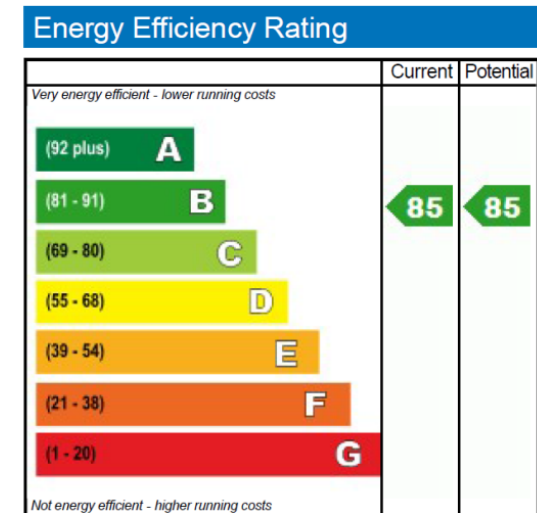 Energy Efficiency Rating
Current Potential
Very energy efficient - lower running costs
(92 plus) A
(81 - 91) B 85 85
(69 - 80) C
(55 - 68) D
(39 - 54) E
(21 - 38) F
(1 - 20) G
Not energy efficient - higher running costs